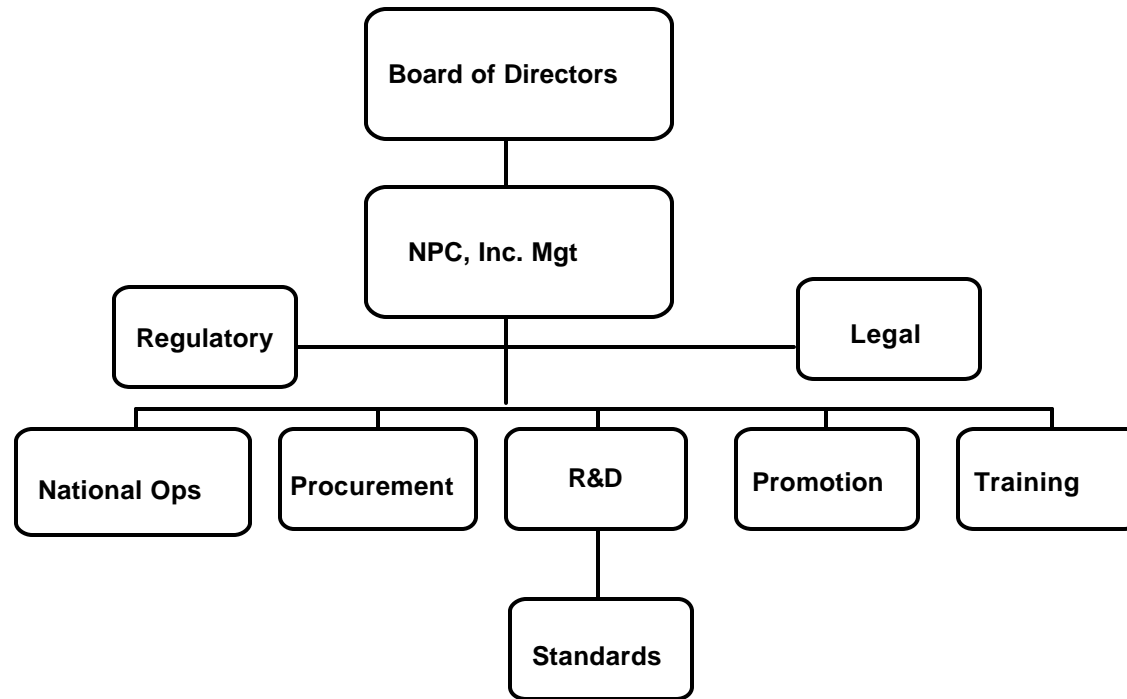 Board of Directors
NPC, Inc. Mgt
Regulatory
Legal
National Ops
Procurement
R&D
Promotion
Training
Standards